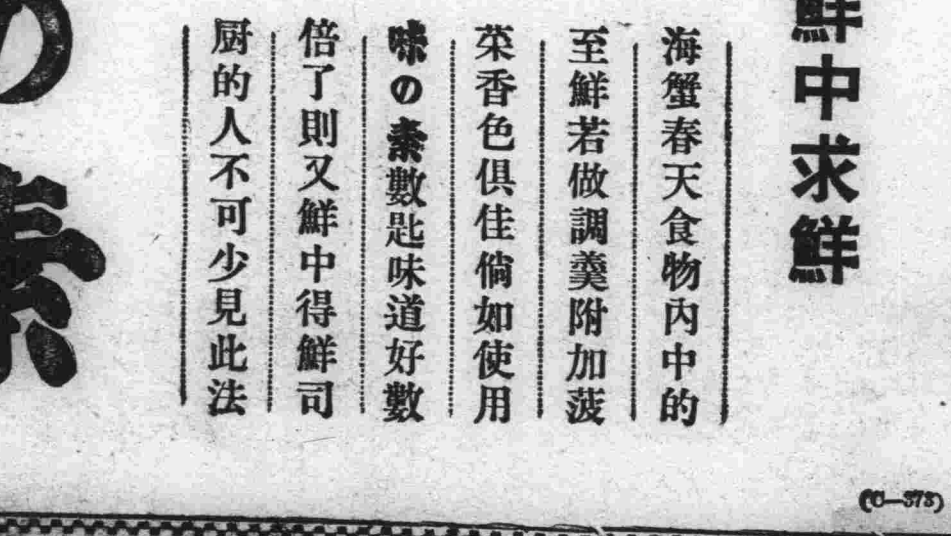 鮮中求鮮
海蟹春天食物內中的
至鮮若做調羹附加菠
菜香色俱佳倘如使用
味の素數匙味道好數
倍了則又鮮中得鮮司
厨的人不可少見此法
の素
(C—373)